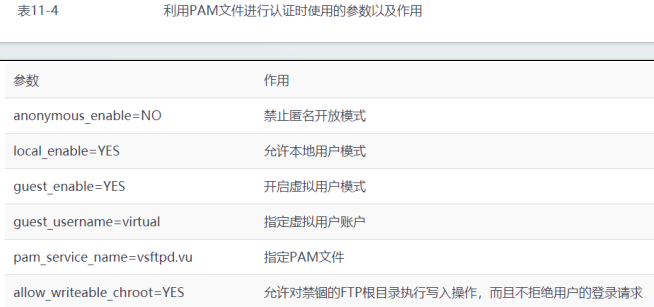 表11-4 利用PAM文件进行认证时使用的参数以及作用
参数 作用
anonymous_enable=NO 禁止匿名开放模式
local_enable=YES 允许本地用户模式
guest_enable=YES 开启虚拟用户模式
guest_username=virtual 指定虚拟用户账户
pam_service_name=vsftpd.vu 指定PAM文件
allow_writeable_chroot=YES 允许对禁锢的FTP根目录执行写入操作，而且不拒绝用户的登录请求